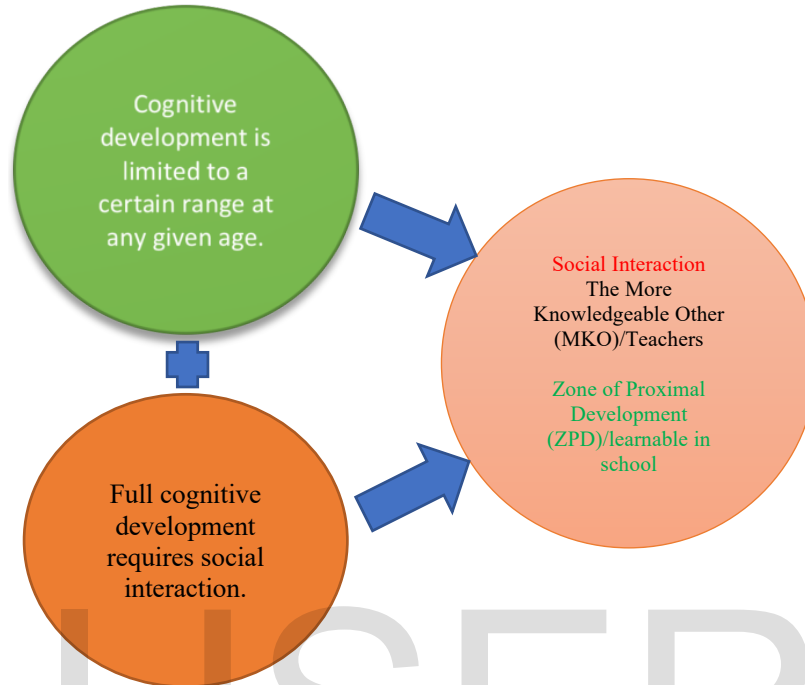 Cognitive
development is
limited to a
certain range at
any given age.
Social Interaction
The More
Knowledgeable Other
(MKO)/Teachers
Zone of Proximal
Development
(ZPD)/learnable in
school
Full cognitive
development
requires social
interaction.